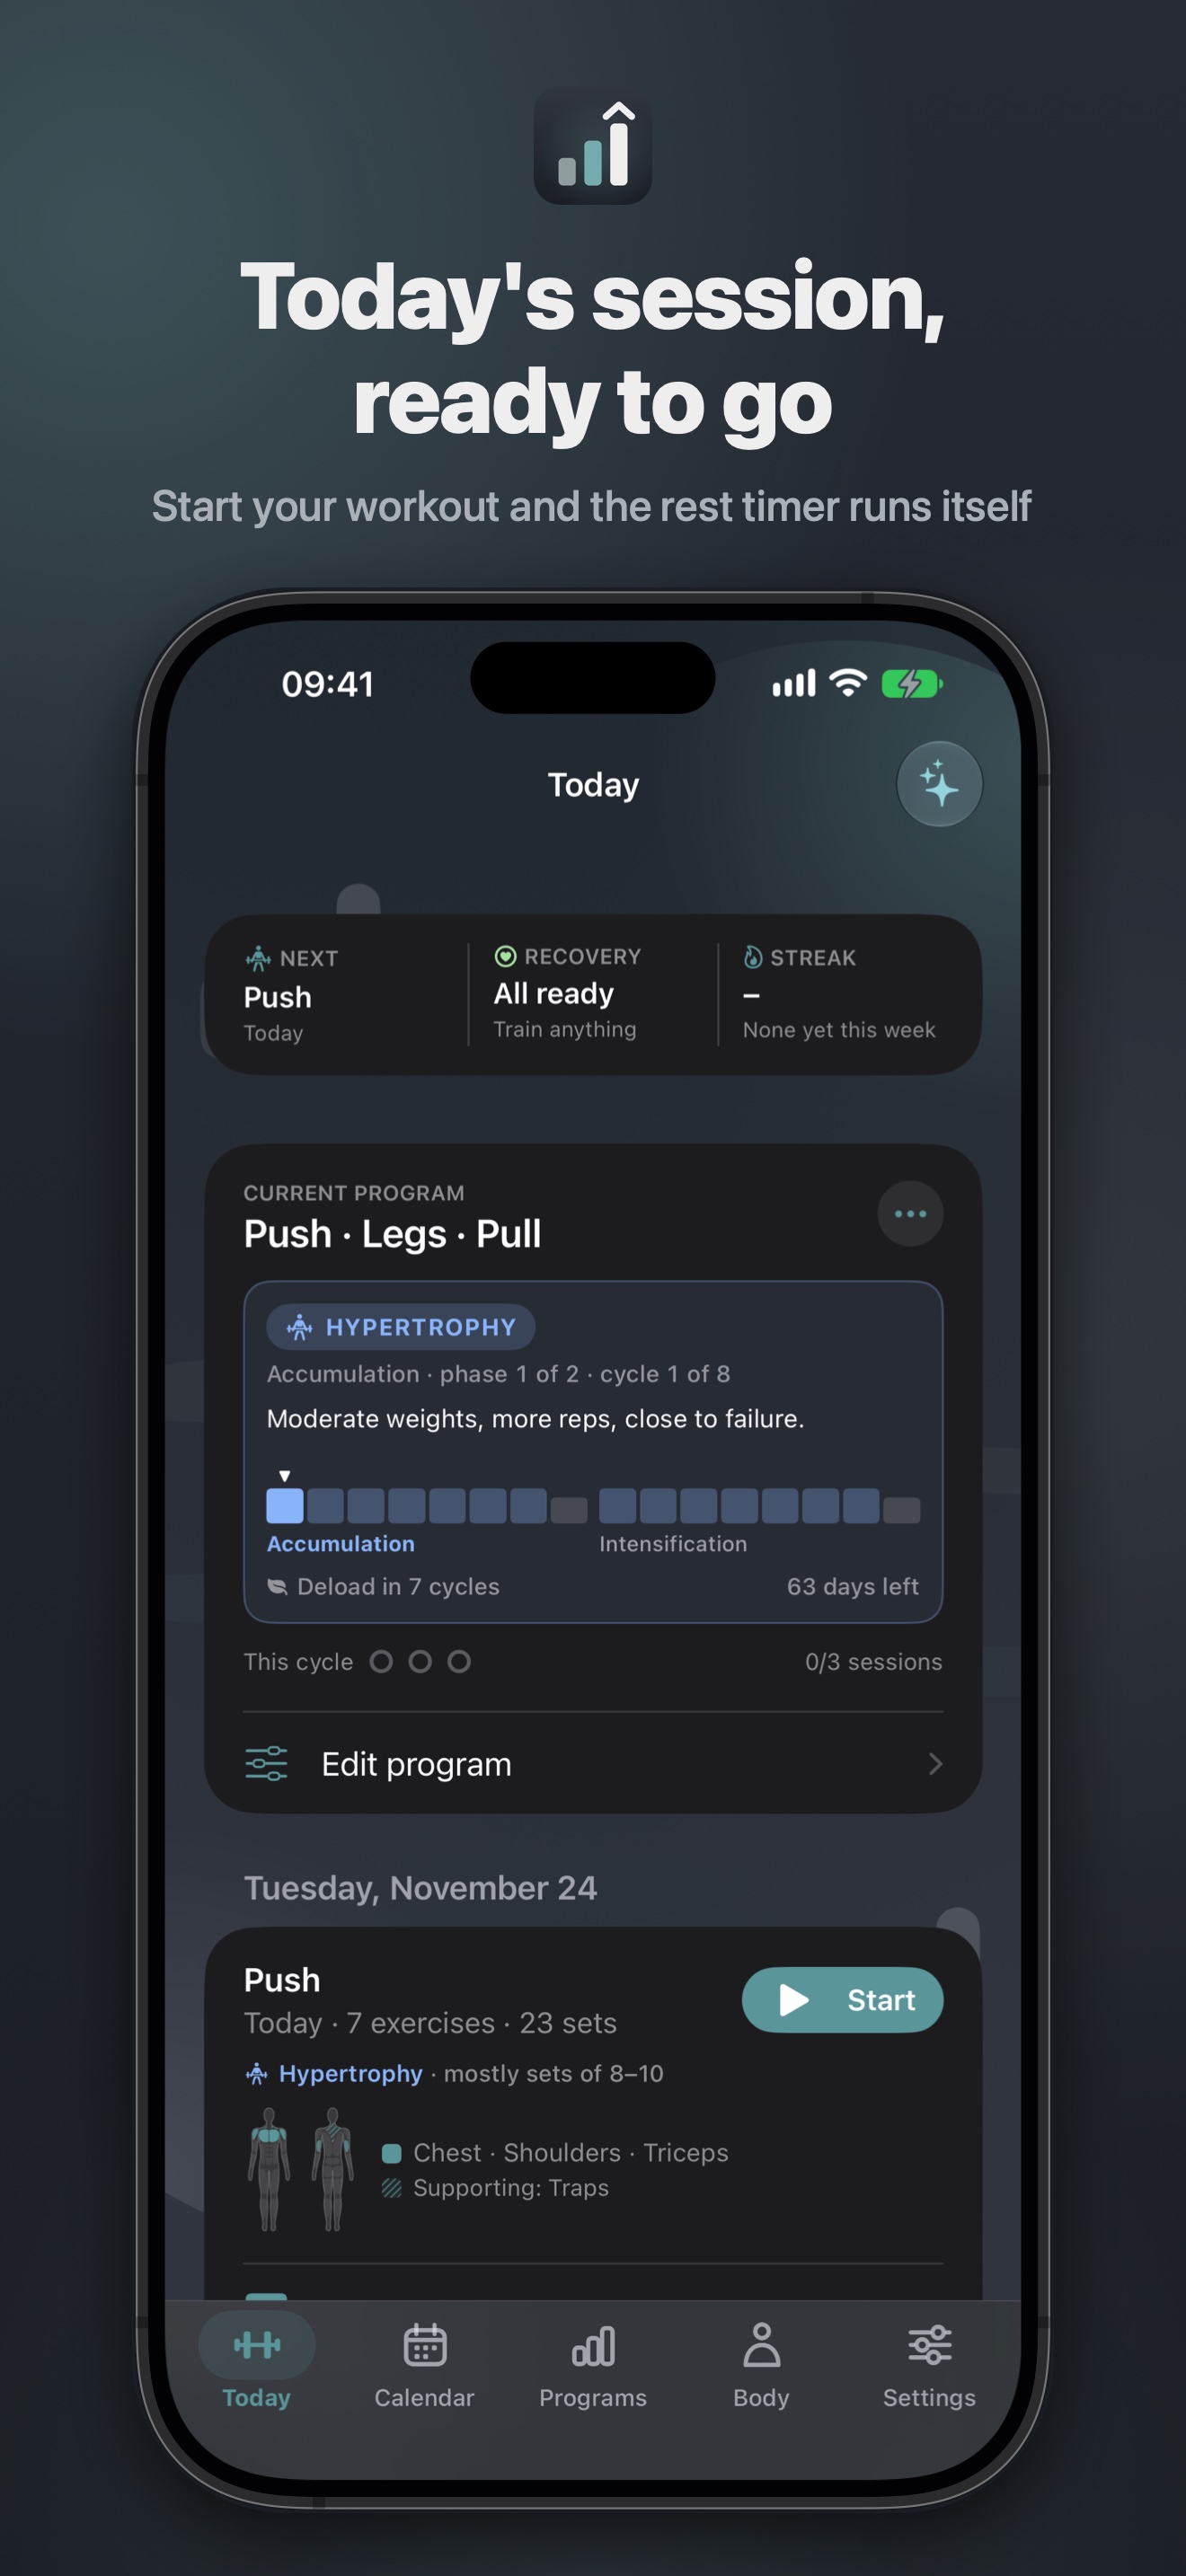 Today's session,
ready to go
Start your workout and the rest timer runs itself
09:41
Today
NEXT
Push
Today
RECOVERY
All ready
Train anything
STREAK
–
None yet this week
CURRENT PROGRAM
Push · Legs · Pull
HYPERTROPHY
Accumulation · phase 1 of 2 · cycle 1 of 8
Moderate weights, more reps, close to failure.
Accumulation
Intensification
Deload in 7 cycles
63 days left
This cycle
0/3 sessions
Edit program
Tuesday, November 24
Push
Start
Today · 7 exercises · 23 sets
Hypertrophy · mostly sets of 8–10
Chest · Shoulders · Triceps
Supporting: Traps
Today
Calendar
Programs
Body
Settings